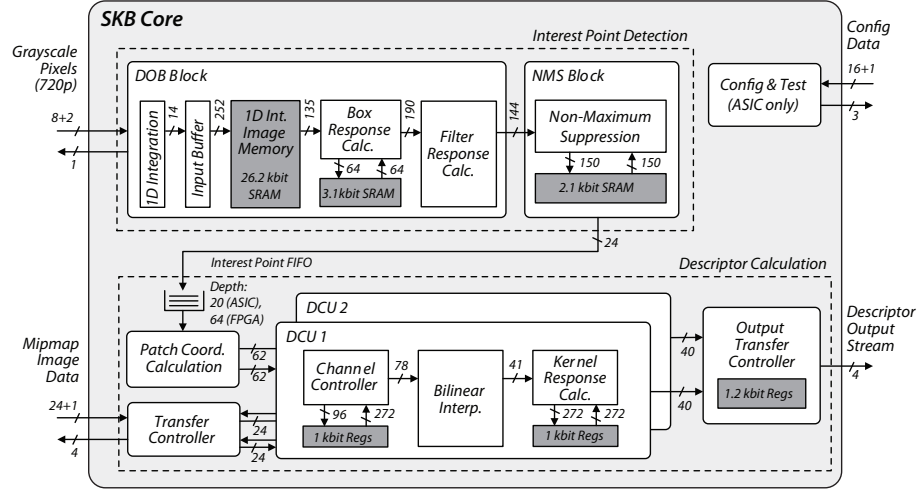 SKB Core
Interest Point Detection
Config
Data
Grayscale
Pixels
(720p)
DOB Block
NMS Block
16+1
Config & Test
(ASIC only)
3
8+2
1
1D Integration
14
Input Buffer
252
1D Int.
Image
Memory
26.2 kbit
SRAM
135
Box
Response
Calc.
64
64
3.1kbit SRAM
190
Filter
Response
Calc.
144
Non-Maximum
Suppression
150
150
2.1 kbit SRAM
24
Interest Point FIFO
Descriptor Calculation
Depth:
20 (ASIC),
64 (FPGA)
DCU 2
DCU 1
Patch Coord.
Calculation
62
62
Channel
Controller
78
Bilinear
Interp.
41
Kernel
Response
Calc.
96
272
1 kbit Regs
272
272
1 kbit Regs
40
40
Output
Transfer
Controller
1.2 kbit Regs
Descriptor
Output
Stream
4
Mipmap
Image
Data
24+1
4
Transfer
Controller
24
24